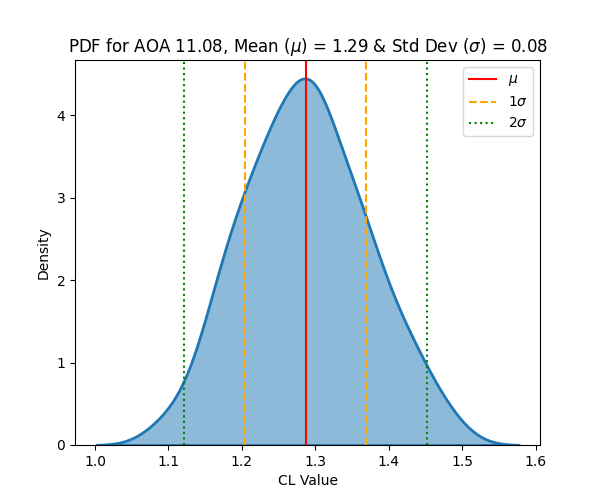 PDF for AOA 11.08, Mean (μ) = 1.29 & Std Dev (σ) = 0.08
μ
1σ
2σ
4
3
2
1
0
Density
1.0 1.1 1.2 1.3 1.4 1.5 1.6
CL Value